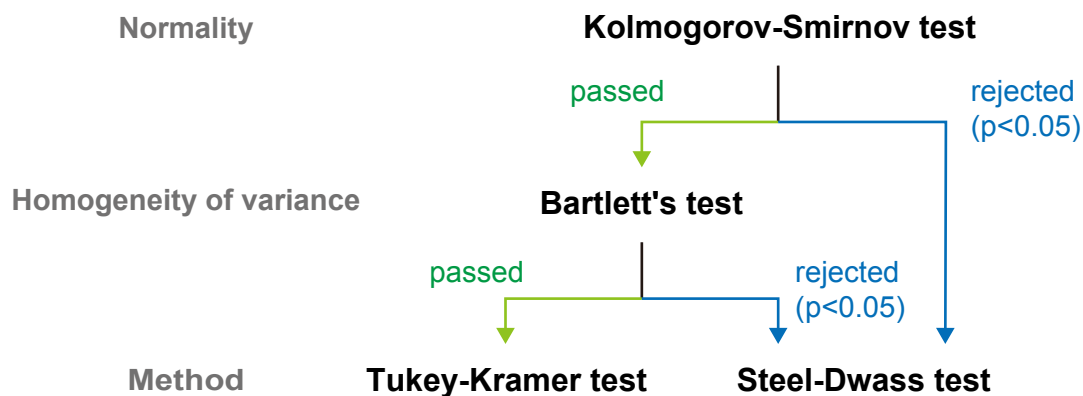 Normality
Kolmogorov-Smirnov test
passed
rejected
(p<0.05)
Homogeneity of variance
Bartlett's test
passed
rejected
(p<0.05)
Method
Tukey-Kramer test
Steel-Dwass test